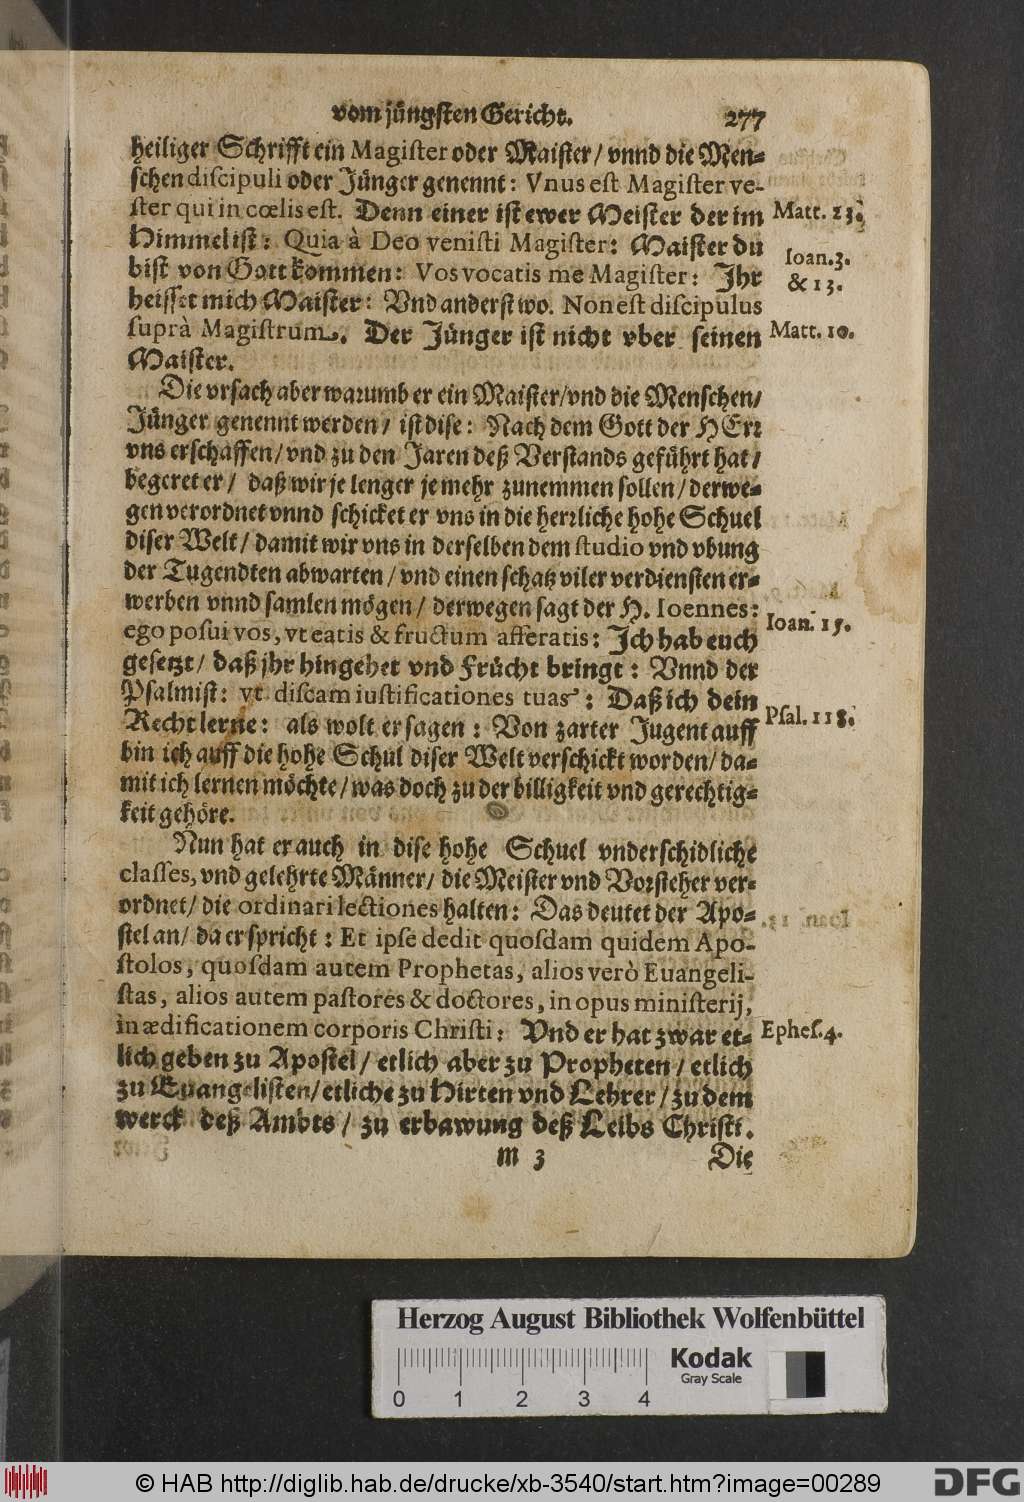 vom jüngsten Gericht. 277
heiliger Schrifft ein Magiſter oder Maister / vnnd die Men-
schen diſcipuli oder Jünger genennt: Vnus eſt Magiſter ve-
ſter qui in cœlis eſt. Denn einer ist ewer Meister der im Matt. 23.
Himmel ist: Quia à Deo veniſti Magiſter: Maister du Ioan. 3.
bist von Gott kommen: Vos vocatis me Magiſter: Ihr & 13.
heisset mich Maister: Vnd anderstwo. Non eſt diſcipulus
ſuprà Magiſtrum. Der Jünger ist nicht vber seinen Matt. 10.
Maister.
Die vrsach aber warumb er ein Maister / vnd die Menschen /
Jünger genennt werden / ist dise: Nach dem Gott der HErr
vns erschaffen / vnd zu den Jaren deß Verstands geführt hat /
begeret er / daß wir je lenger je mehr zunemmen sollen / derwe-
gen verordnet vnnd schicket er vns in die herrliche hohe Schuel
diser Welt / damit wir vns in derselben dem ſtudio vnd vbung
der Tugendten abwarten / vnd einen schatz viler verdiensten er-
werben vnnd samlen mögen / derwegen sagt der H. Ioennes:
ego poſui vos, vt eatis & fructum afferatis: Ich hab euch Ioan. 15.
gesetzt / daß jhr hingehet vnd Frücht bringt: Vnnd der
Psalmist: vt diſcam iuſtificationes tuas: Daß ich dein
Recht lerne: als wolt er sagen: Von zarter Jugent auff Pſal. 118.
bin ich auff die hohe Schul diser Welt verschickt worden / da-
mit ich lernen möchte / was doch zu der billigkeit vnd gerechtig-
keit gehöre.
Nun hat er auch in dise hohe Schuel vnderschidliche
claſſes, vnd gelehrte Männer / die Meister vnd Vorsteher ver-
ordnet / die ordinari lectiones halten: Das deutet der Apo-
stel an / da er spricht: Et ipſe dedit quoſdam quidem Apo-
ſtolos, quoſdam autem Prophetas, alios verò Euangeli-
ſtas, alios autem paſtores & doctores, in opus miniſterij,
in ædificationem corporis Chriſti: Vnd er hat zwar et- Epheſ. 4.
lich geben zu Apostel / etlich aber zu Propheten / etlich
zu Euangelisten / etliche zu Hirten vnd Lehrer / zu dem
werck deß Ambts / zu erbawung deß Leibs Christi.
m 3 Die
Herzog August Bibliothek Wolfenbüttel
Kodak
Gray Scale
0 1 2 3 4
© HAB http://diglib.hab.de/drucke/xb-3540/start.htm?image=00289
DFG